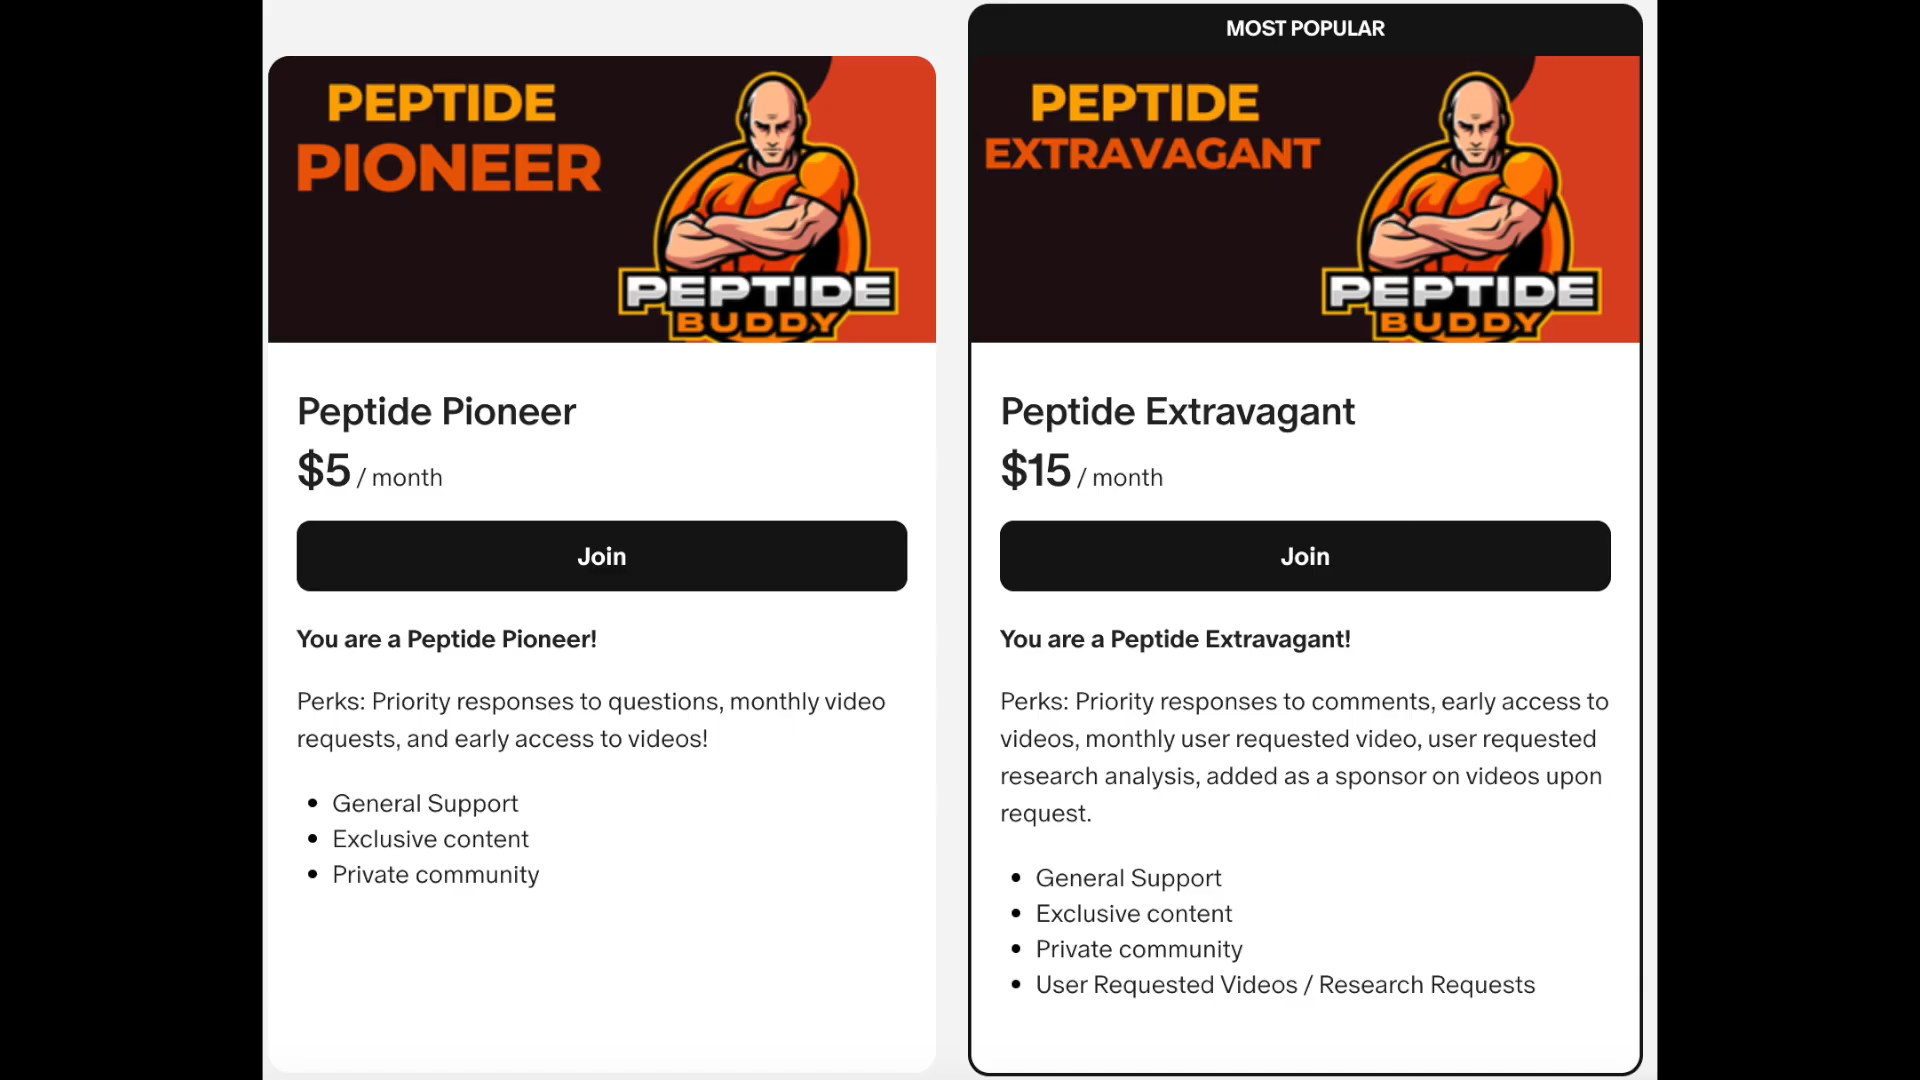 PEPTIDE
PIONEER
PEPTIDE
BUDDY
Peptide Pioneer
$5 / month
Join
You are a Peptide Pioneer!
Perks: Priority responses to questions, monthly video
requests, and early access to videos!
• General Support
• Exclusive content
• Private community
MOST POPULAR
PEPTIDE
EXTRAVAGANT
PEPTIDE
BUDDY
Peptide Extravagant
$15 / month
Join
You are a Peptide Extravagant!
Perks: Priority responses to comments, early access to
videos, monthly user requested video, user requested
research analysis, added as a sponsor on videos upon
request.
• General Support
• Exclusive content
• Private community
• User Requested Videos / Research Requests